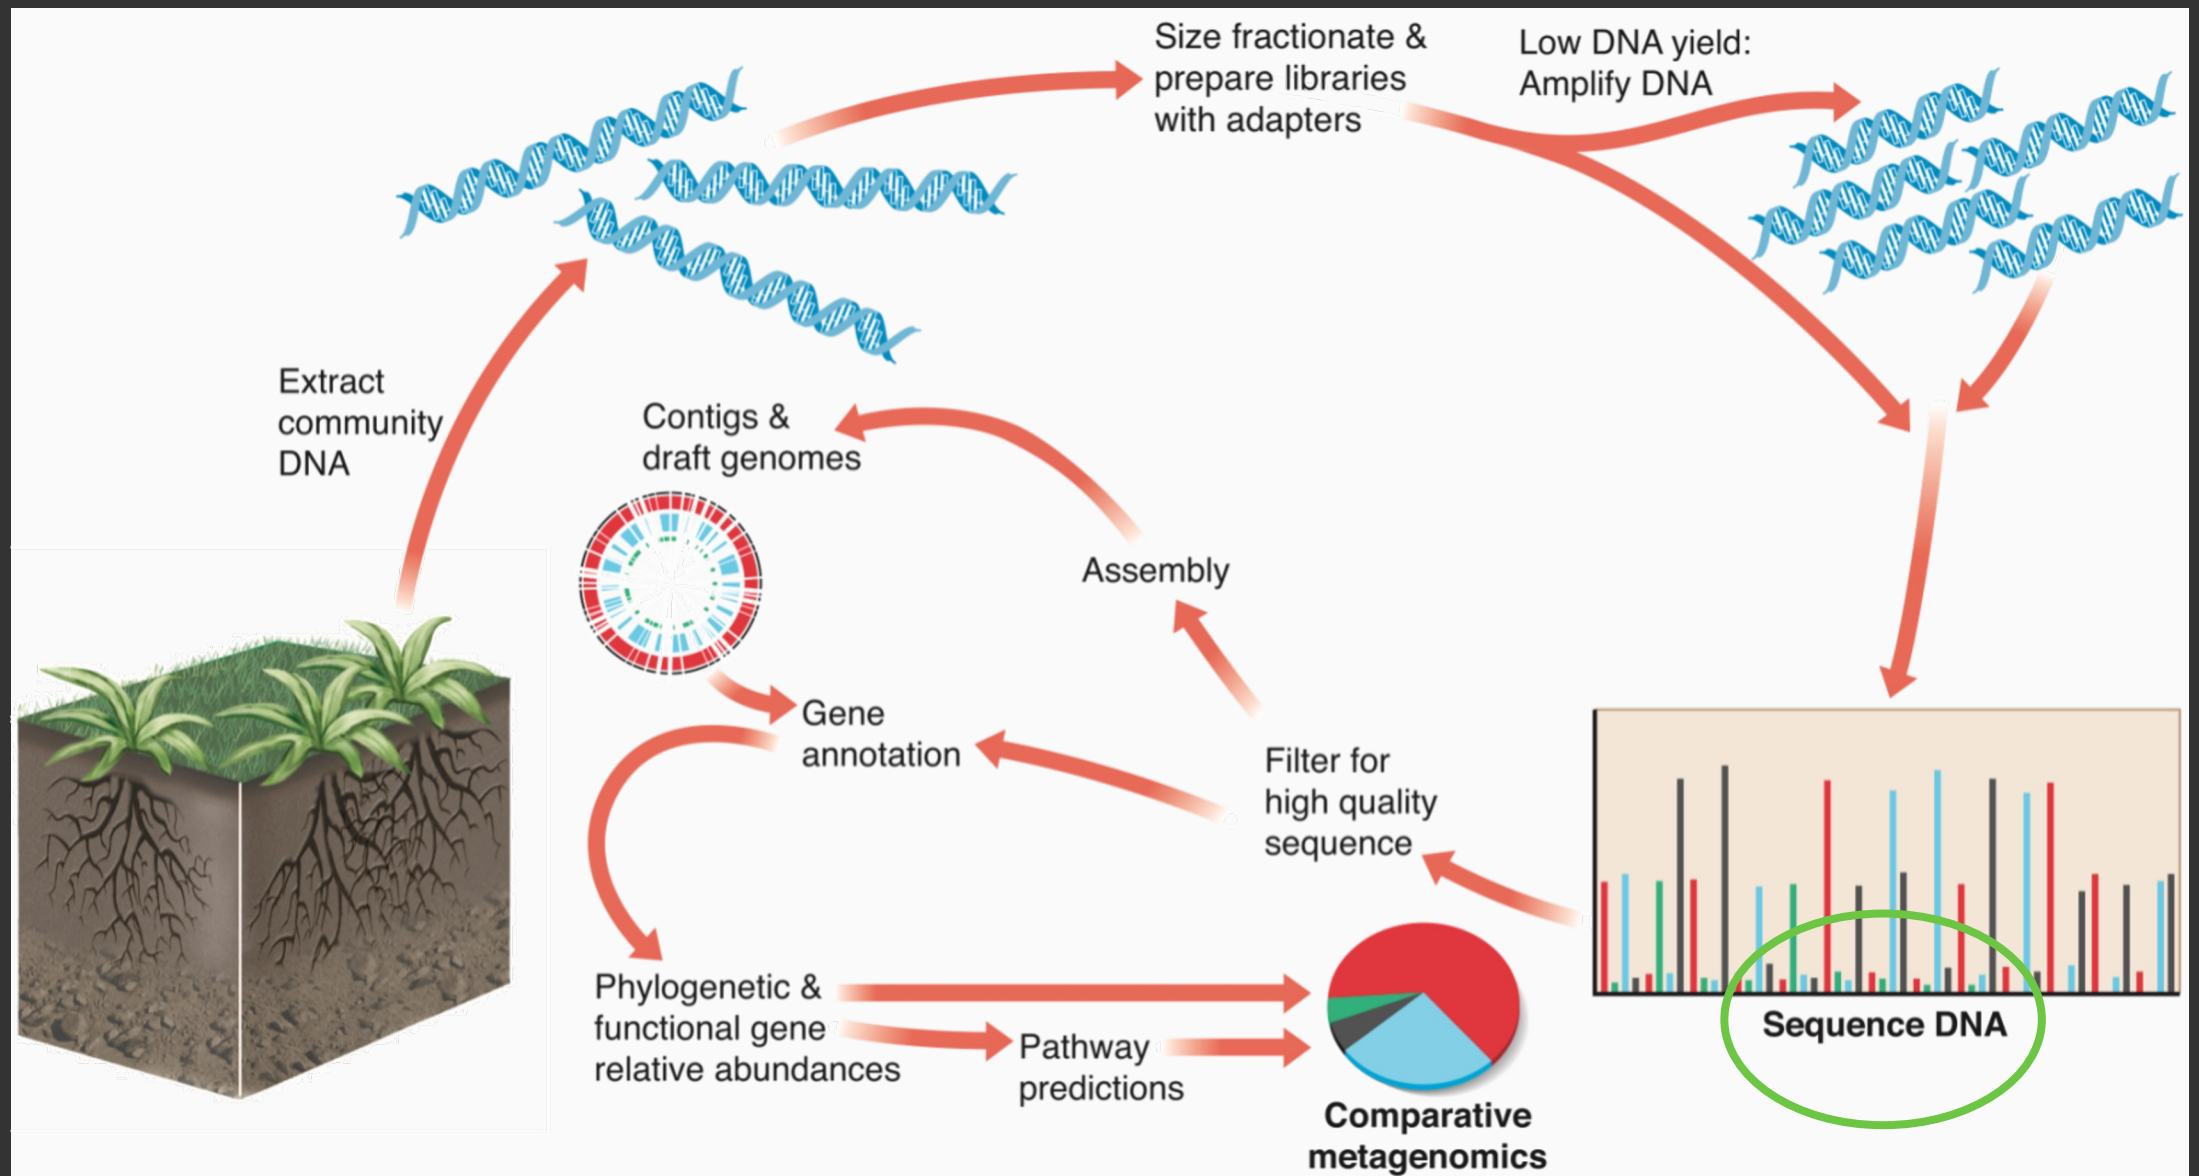 Size fractionate &
prepare libraries
with adapters
Low DNA yield:
Amplify DNA
Extract
community
DNA
Contigs &
draft genomes
Assembly
Gene
annotation
Filter for
high quality
sequence
Sequence DNA
Phylogenetic &
functional gene
relative abundances
Pathway
predictions
Comparative
metagenomics